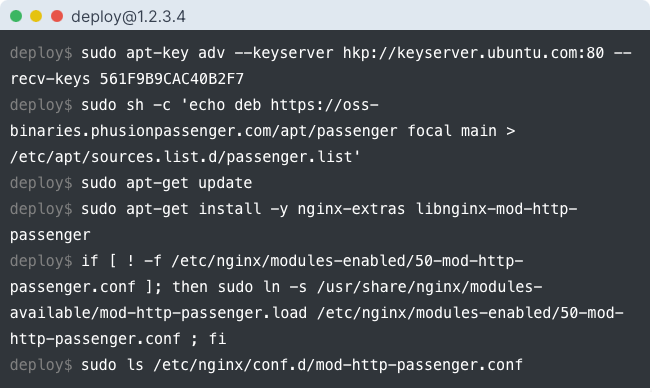 deploy@1.2.3.4
deploy$ sudo apt-key adv --keyserver hkp://keyserver.ubuntu.com:80 --
recv-keys 561F9B9CAC40B2F7
deploy$ sudo sh -c 'echo deb https://oss-
binaries.phusionpassenger.com/apt/passenger focal main >
/etc/apt/sources.list.d/passenger.list'
deploy$ sudo apt-get update
deploy$ sudo apt-get install -y nginx-extras libnginx-mod-http-
passenger
deploy$ if [ ! -f /etc/nginx/modules-enabled/50-mod-http-
passenger.conf ]; then sudo ln -s /usr/share/nginx/modules-
available/mod-http-passenger.load /etc/nginx/modules-enabled/50-mod-
http-passenger.conf ; fi
deploy$ sudo ls /etc/nginx/conf.d/mod-http-passenger.conf